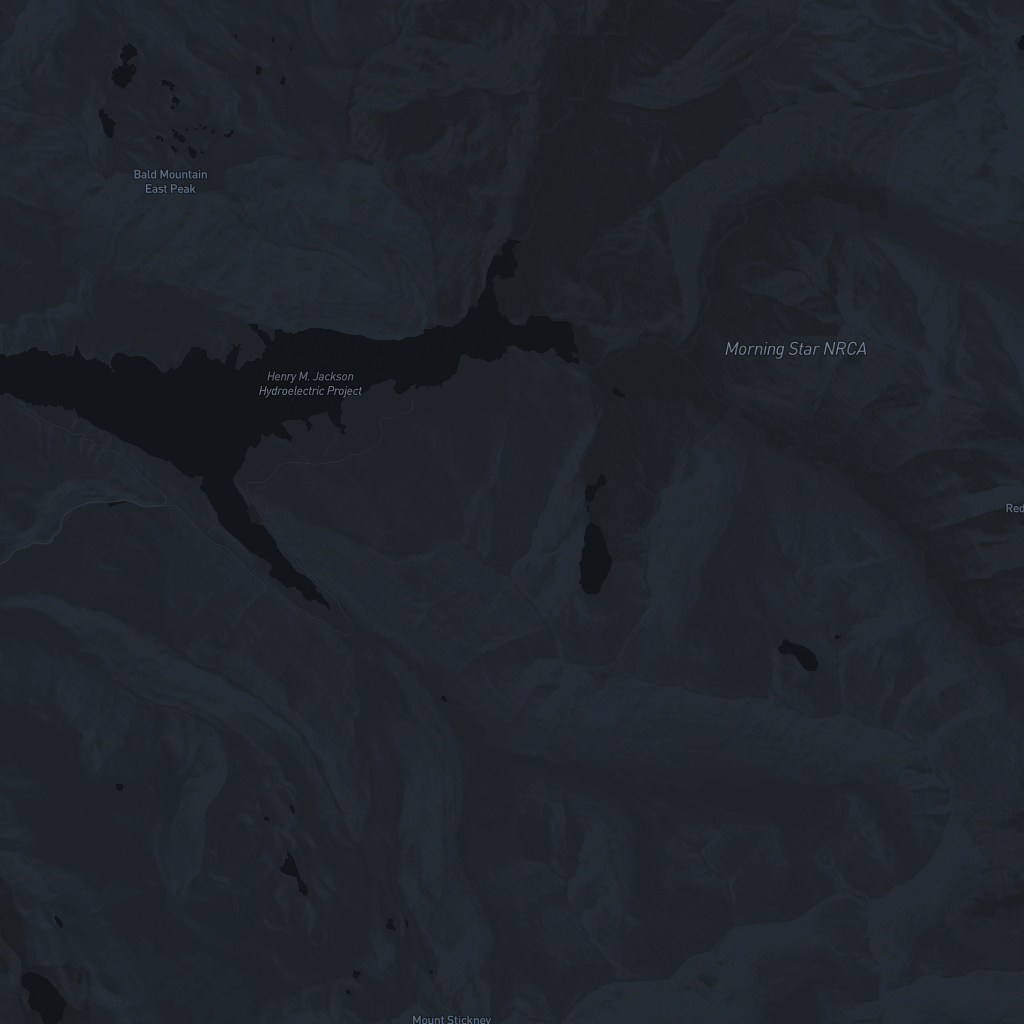 Bald Mountain
East Peak
Morning Star NRCA
Henry M. Jackson
Hydroelectric Project
Red
Mount Stickney